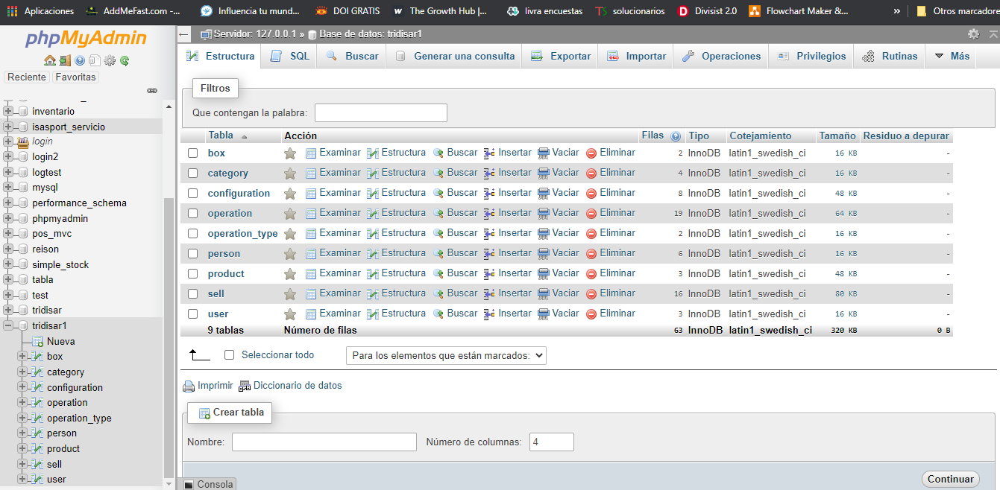 Aplicaciones AddMeFast.com -... Influencia tu mund... DOI GRATIS The Growth Hub |... livra encuestas solucionarios Divisist 2.0 Flowchart Maker &... » Otros marcadore
phpMyAdmin
Reciente Favoritas
inventario
isasport_servicio
login
login2
logtest
mysql
performance_schema
phpmyadmin
pos_mvc
reison
simple_stock
tabla
test
tridisar
tridisar1
Nueva
box
category
configuration
operation
operation_type
person
product
sell
user
Servidor: 127.0.0.1 » Base de datos: tridisar1
Estructura SQL Buscar Generar una consulta Exportar Importar Operaciones Privilegios Rutinas Más
Filtros
Que contengan la palabra:
Tabla Acción Filas Tipo Cotejamiento Tamaño Residuo a depurar
box Examinar Estructura Buscar Insertar Vaciar Eliminar 2 InnoDB latin1_swedish_ci 16 KB -
category Examinar Estructura Buscar Insertar Vaciar Eliminar 4 InnoDB latin1_swedish_ci 16 KB -
configuration Examinar Estructura Buscar Insertar Vaciar Eliminar 8 InnoDB latin1_swedish_ci 48 KB -
operation Examinar Estructura Buscar Insertar Vaciar Eliminar 19 InnoDB latin1_swedish_ci 64 KB -
operation_type Examinar Estructura Buscar Insertar Vaciar Eliminar 2 InnoDB latin1_swedish_ci 16 KB -
person Examinar Estructura Buscar Insertar Vaciar Eliminar 6 InnoDB latin1_swedish_ci 16 KB -
product Examinar Estructura Buscar Insertar Vaciar Eliminar 3 InnoDB latin1_swedish_ci 48 KB -
sell Examinar Estructura Buscar Insertar Vaciar Eliminar 16 InnoDB latin1_swedish_ci 80 KB -
user Examinar Estructura Buscar Insertar Vaciar Eliminar 3 InnoDB latin1_swedish_ci 16 KB -
9 tablas Número de filas 63 InnoDB latin1_swedish_ci 320 KB 0 B
Seleccionar todo Para los elementos que están marcados:
Imprimir Diccionario de datos
Crear tabla
Nombre: Número de columnas: 4
Continuar
Consola